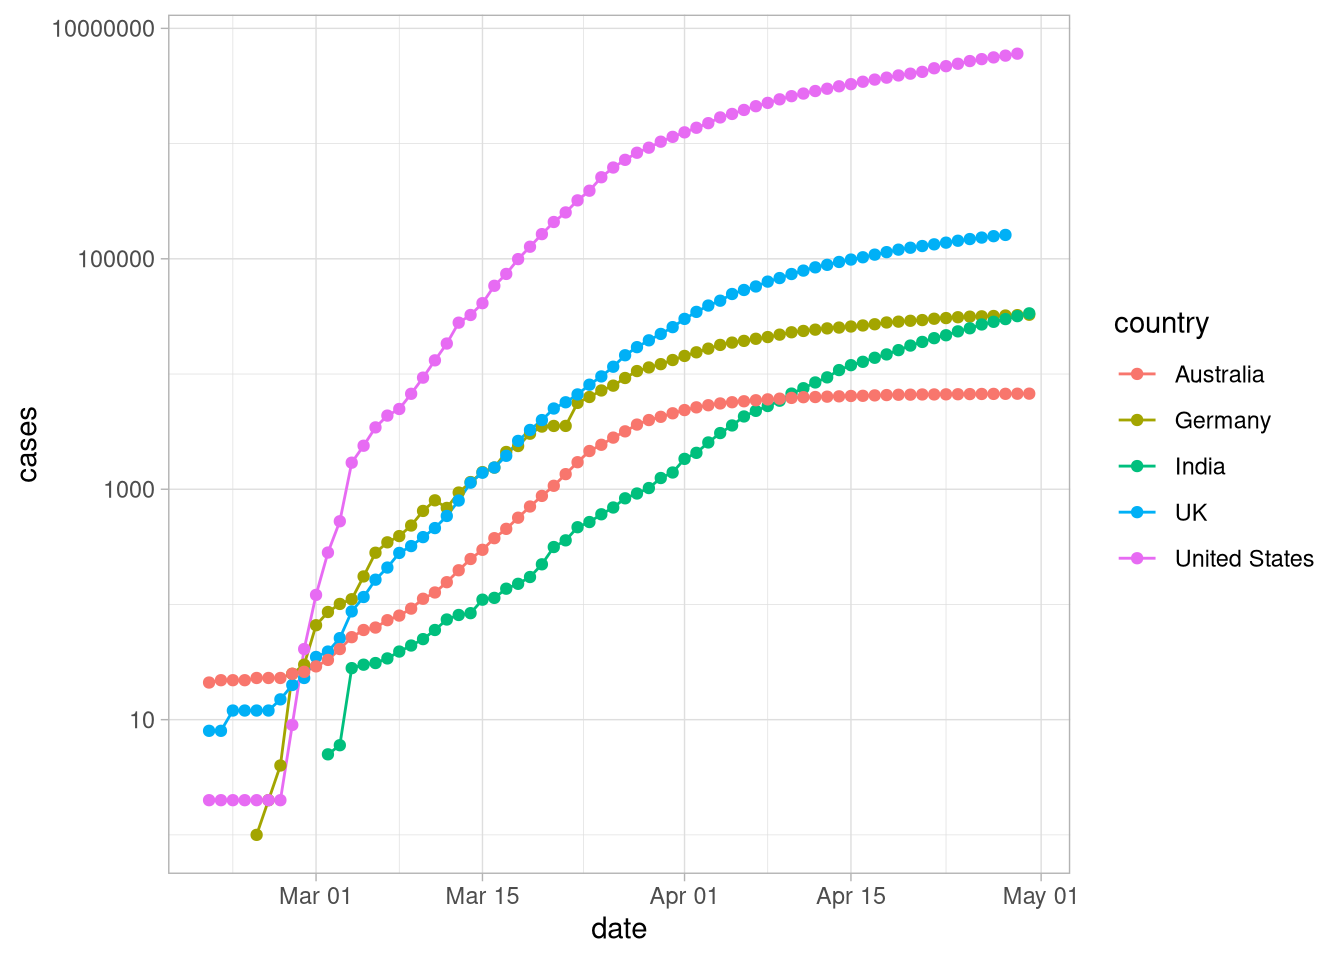 10000000
100000
1000
10
cases
Mar 01
Mar 15
Apr 01
Apr 15
May 01
date
country
Australia
Germany
India
UK
United States